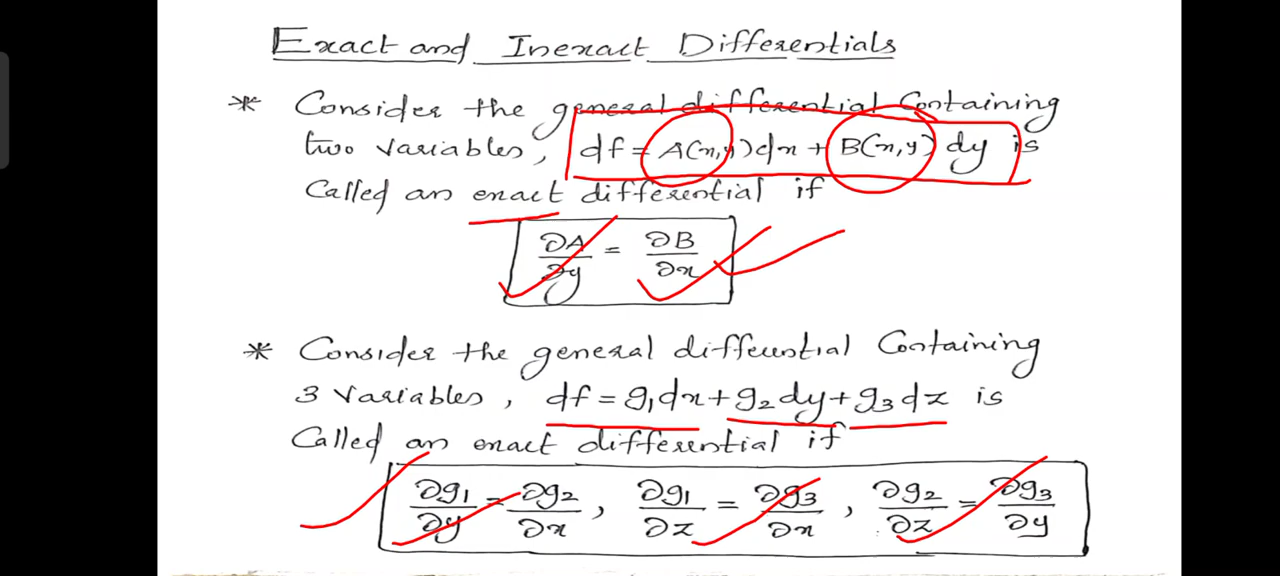 Exact and Inexact Differentials
* Consider the general differential Containing
two variables, df = A(x,y)dx + B(x,y) dy is
Called an exact differential if
∂A/∂y = ∂B/∂x
* Consider the general differential Containing
3 variables, df = g₁dx + g₂dy + g₃dz is
Called an exact differential if
∂g₁/∂y = ∂g₂/∂x, ∂g₁/∂z = ∂g₃/∂x, ∂g₂/∂z = ∂g₃/∂y